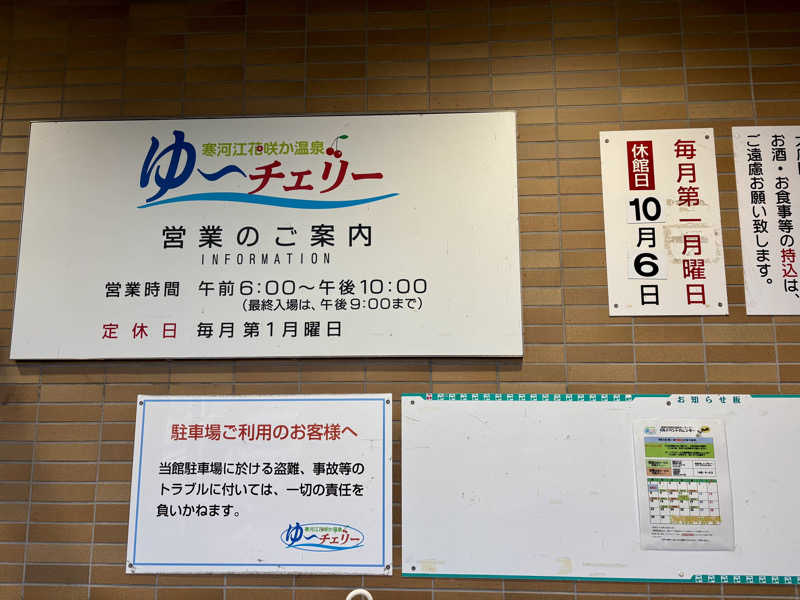 寒河江花咲か温泉
ゆ〜チェリー
営業のご案内
INFORMATION
営業時間 午前6:00〜午後10:00
(最終入場は、午後9:00まで)
定休日 毎月第1月曜日
毎月第一月曜日
休館日
10月6日
お酒・お食事等の持込は、
ご遠慮お願い致します。
駐車場ご利用のお客様へ
当館駐車場に於ける盗難、事故等の
トラブルに付いては、一切の責任を
負いかねます。
寒河江花咲か温泉
ゆ〜チェリー
お知らせ板